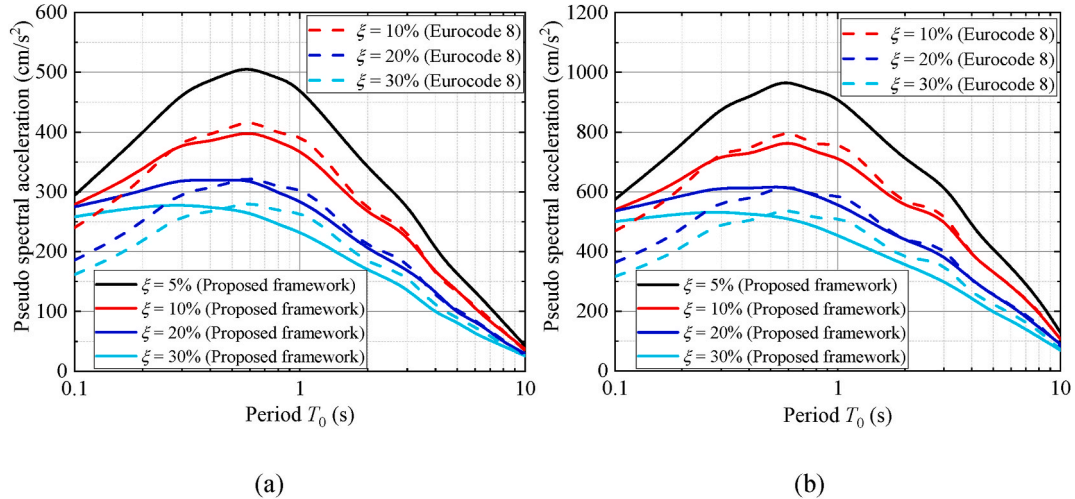 600
500
400
300
200
100
0
Pseudo spectral acceleration (cm/s²)
ξ = 10% (Eurocode 8)
ξ = 20% (Eurocode 8)
ξ = 30% (Eurocode 8)
ξ = 5% (Proposed framework)
ξ = 10% (Proposed framework)
ξ = 20% (Proposed framework)
ξ = 30% (Proposed framework)
0.1 1 10
Period T₀ (s)
(a)
1200
1000
800
600
400
200
0
Pseudo spectral acceleration (cm/s²)
ξ = 10% (Eurocode 8)
ξ = 20% (Eurocode 8)
ξ = 30% (Eurocode 8)
ξ = 5% (Proposed framework)
ξ = 10% (Proposed framework)
ξ = 20% (Proposed framework)
ξ = 30% (Proposed framework)
0.1 1 10
Period T₀ (s)
(b)